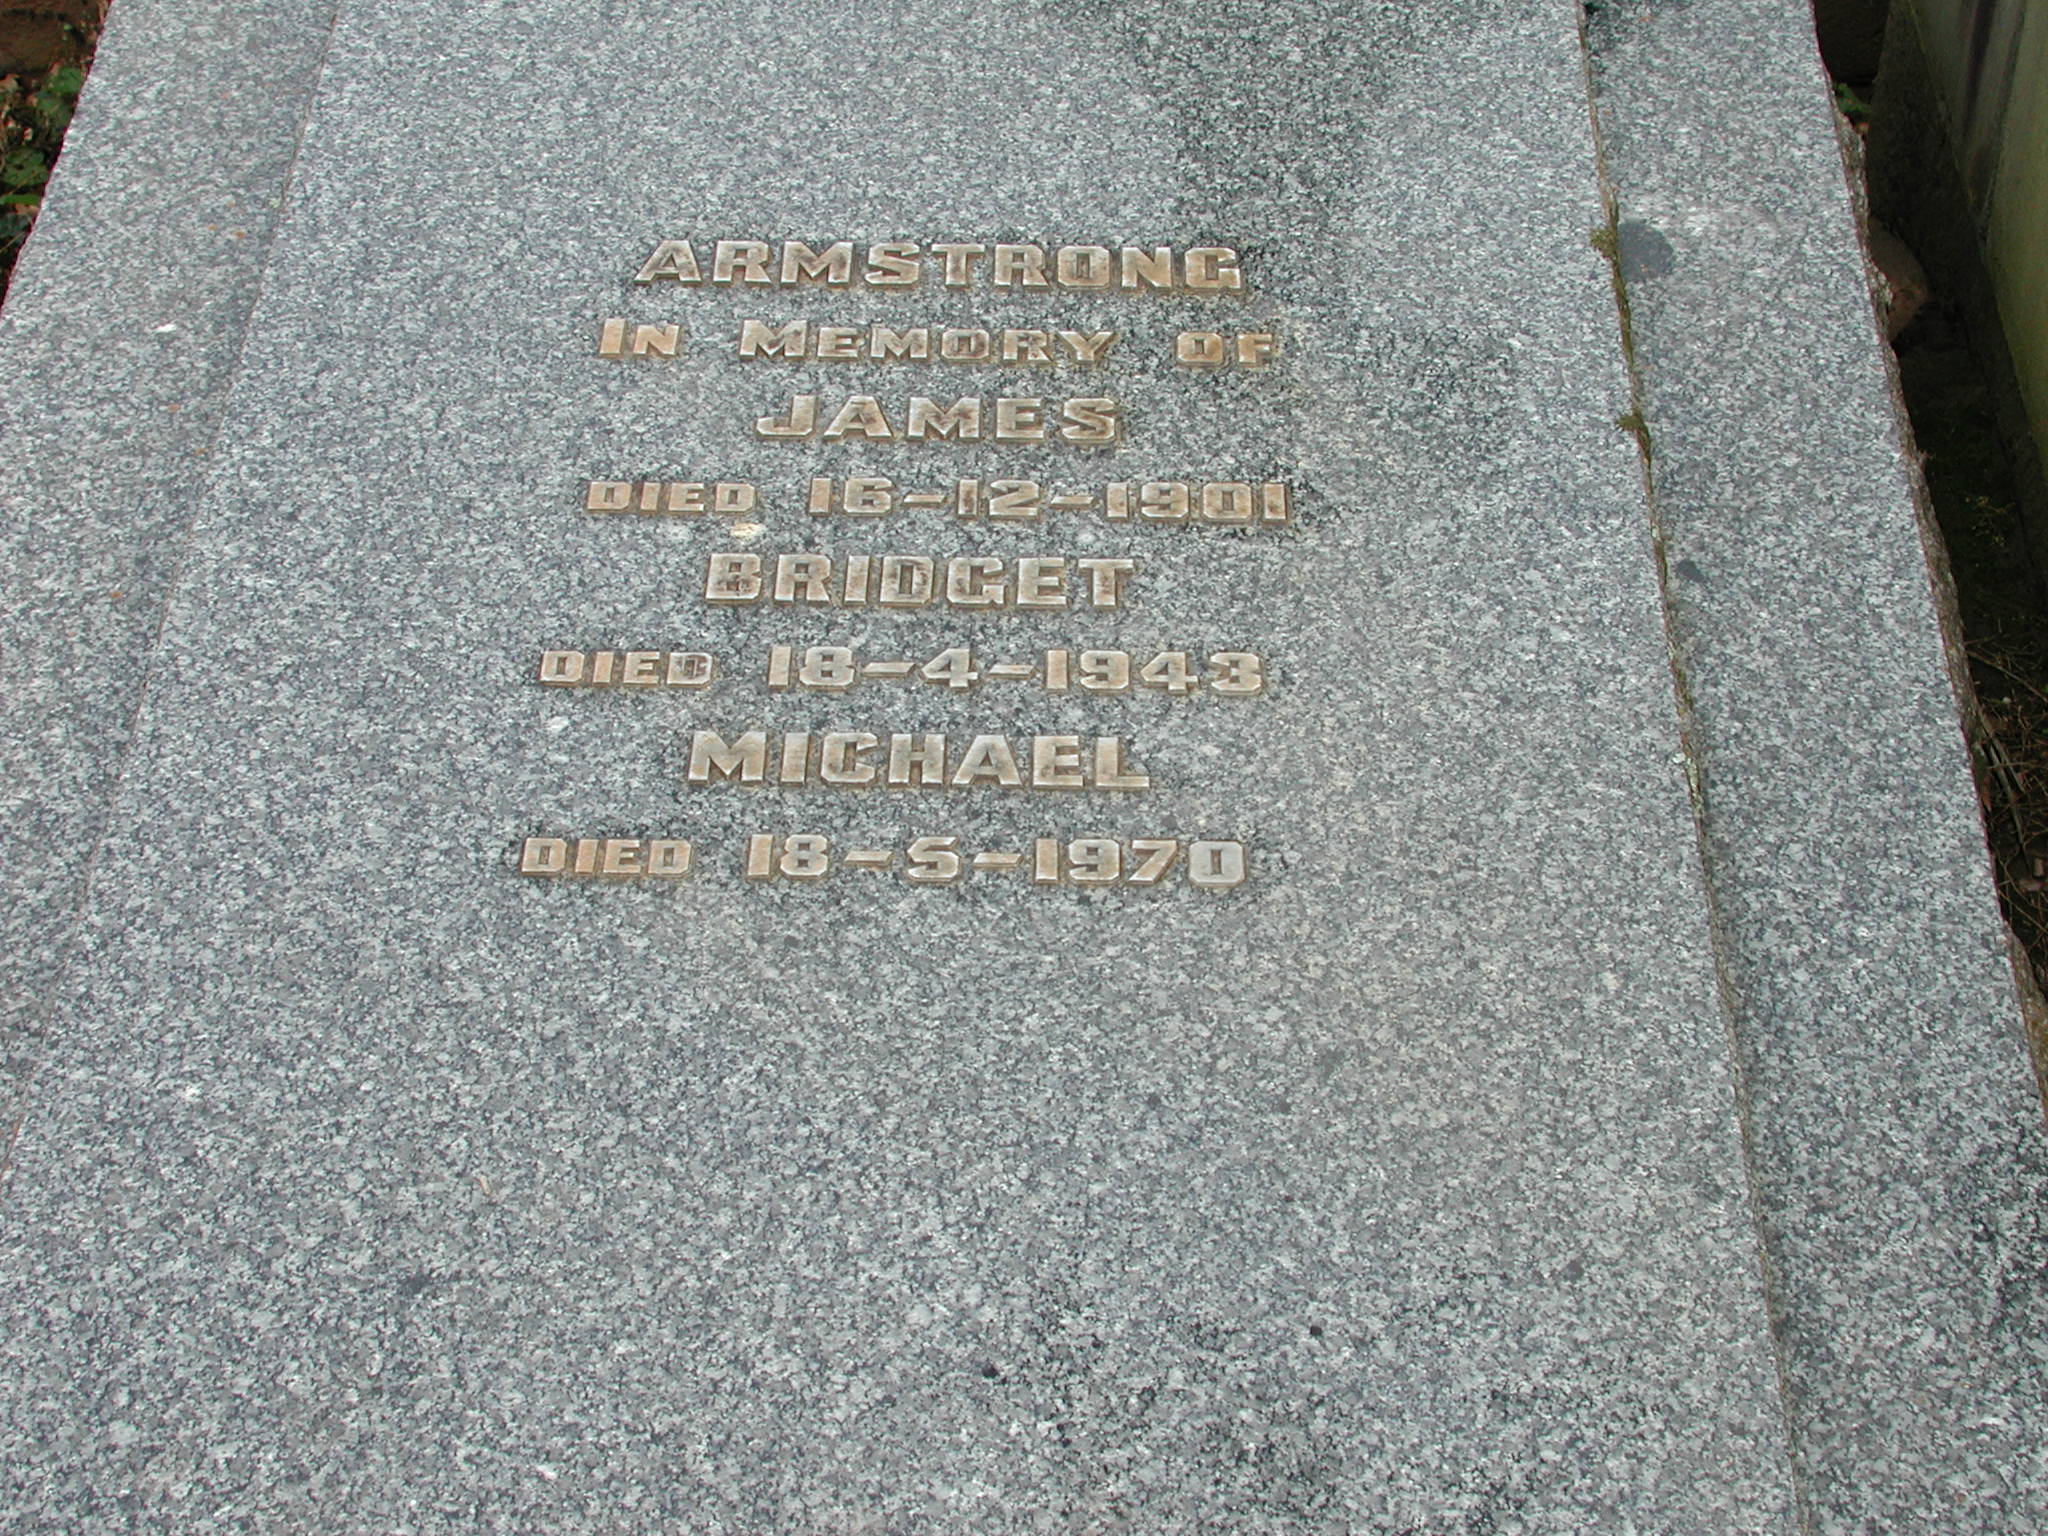 ARMSTRONG
IN MEMORY OF
JAMES
DIED 16-12-1901
BRIDGET
DIED 18-4-1943
MICHAEL
DIED 18-5-1970